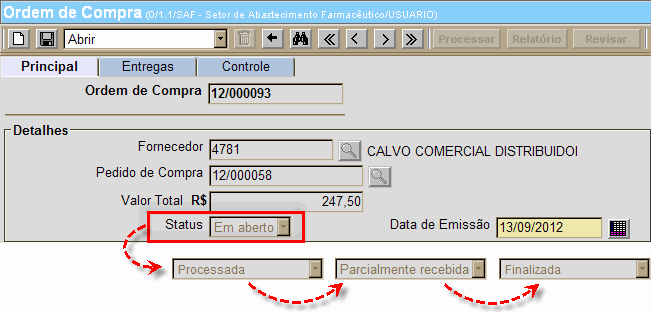 Ordem de Compra (0/1.1/SAF - Setor de Abastecimento Farmacêutico/USUARIO)
Abrir Processar Relatório Revisar
Principal Entregas Controle
Ordem de Compra 12/000093
Detalhes
Fornecedor 4781 CALVO COMERCIAL DISTRIBUIDOI
Pedido de Compra 12/000058
Valor Total R$ 247,50
Status Em aberto Data de Emissão 13/09/2012
Processada Parcialmente recebida Finalizada